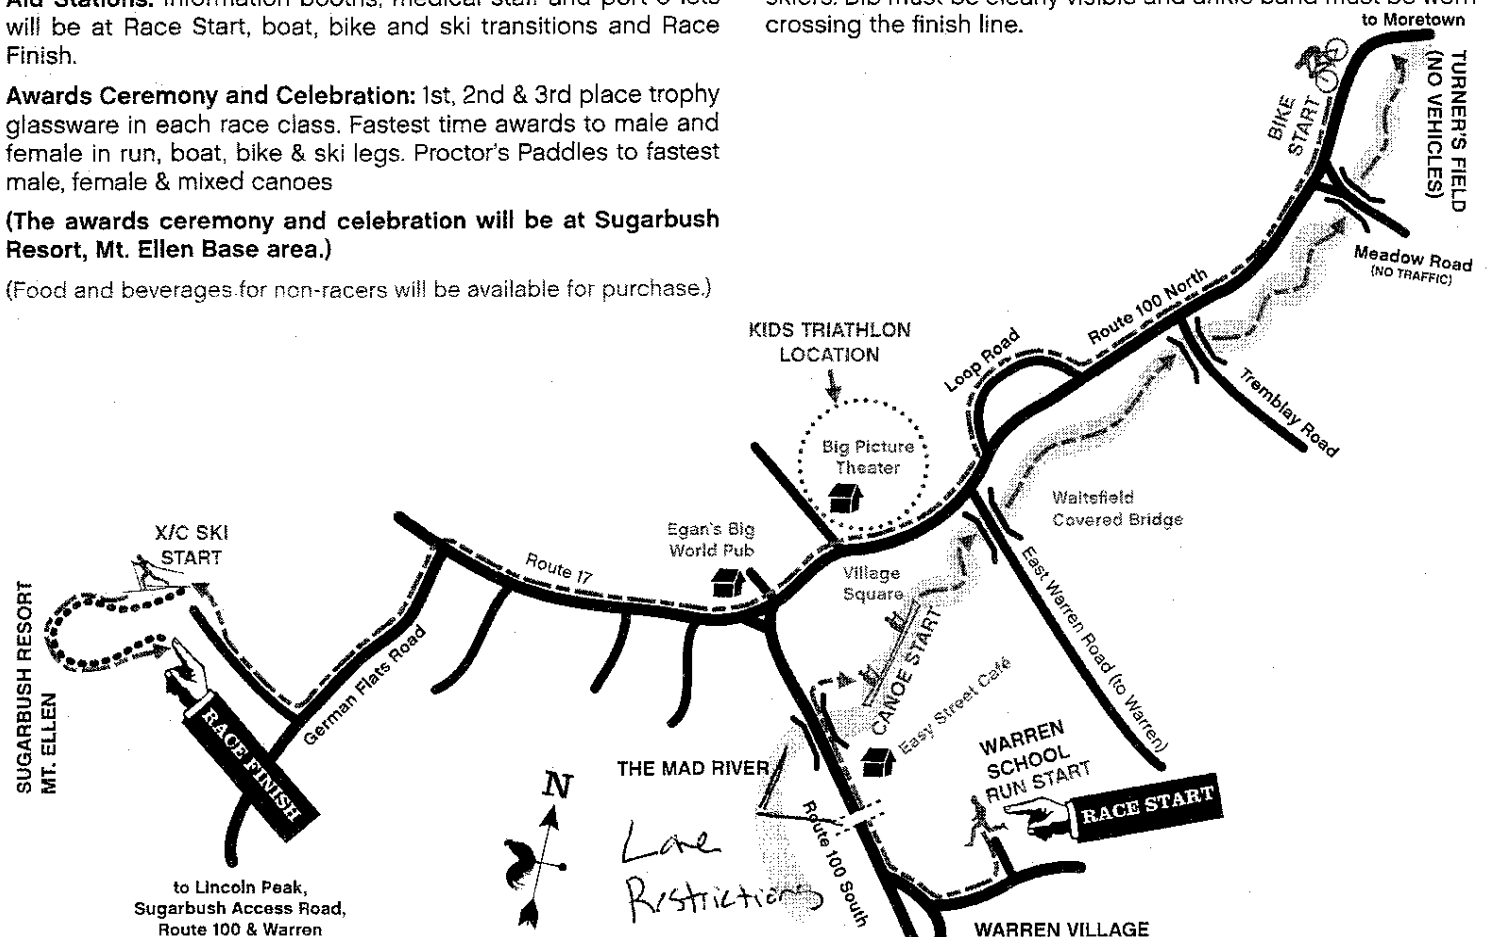 Aid Stations: Information booths, medical staff and port-o-lets
will be at Race Start, boat, bike and ski transitions and Race
Finish.
Awards Ceremony and Celebration: 1st, 2nd & 3rd place trophy
glassware in each race class. Fastest time awards to male and
female in run, boat, bike & ski legs. Proctor's Paddles to fastest
male, female & mixed canoes
(The awards ceremony and celebration will be at Sugarbush
Resort, Mt. Ellen Base area.)
(Food and beverages for non-racers will be available for purchase.)
skiers. Bib must be clearly visible and ankle band must be worn
crossing the finish line.
to Moretown
TURNER'S FIELD
(NO VEHICLES)
BIKE
START
Meadow Road
(NO TRAFFIC)
Route 100 North
Loop Road
Tremblay Road
KIDS TRIATHLON
LOCATION
Big Picture
Theater
Waitsfield
Covered Bridge
Egan's Big
World Pub
Village
Square
East Warren Road (to Warren)
X/C SKI
START
Route 17
CANOE START
Easy Street Café
SUGARBUSH RESORT
MT. ELLEN
German Flats Road
RACE FINISH
THE MAD RIVER
WARREN
SCHOOL
RUN START
RACE START
N
Lane
Restrictions
Route 100 South
to Lincoln Peak,
Sugarbush Access Road,
Route 100 & Warren
WARREN VILLAGE